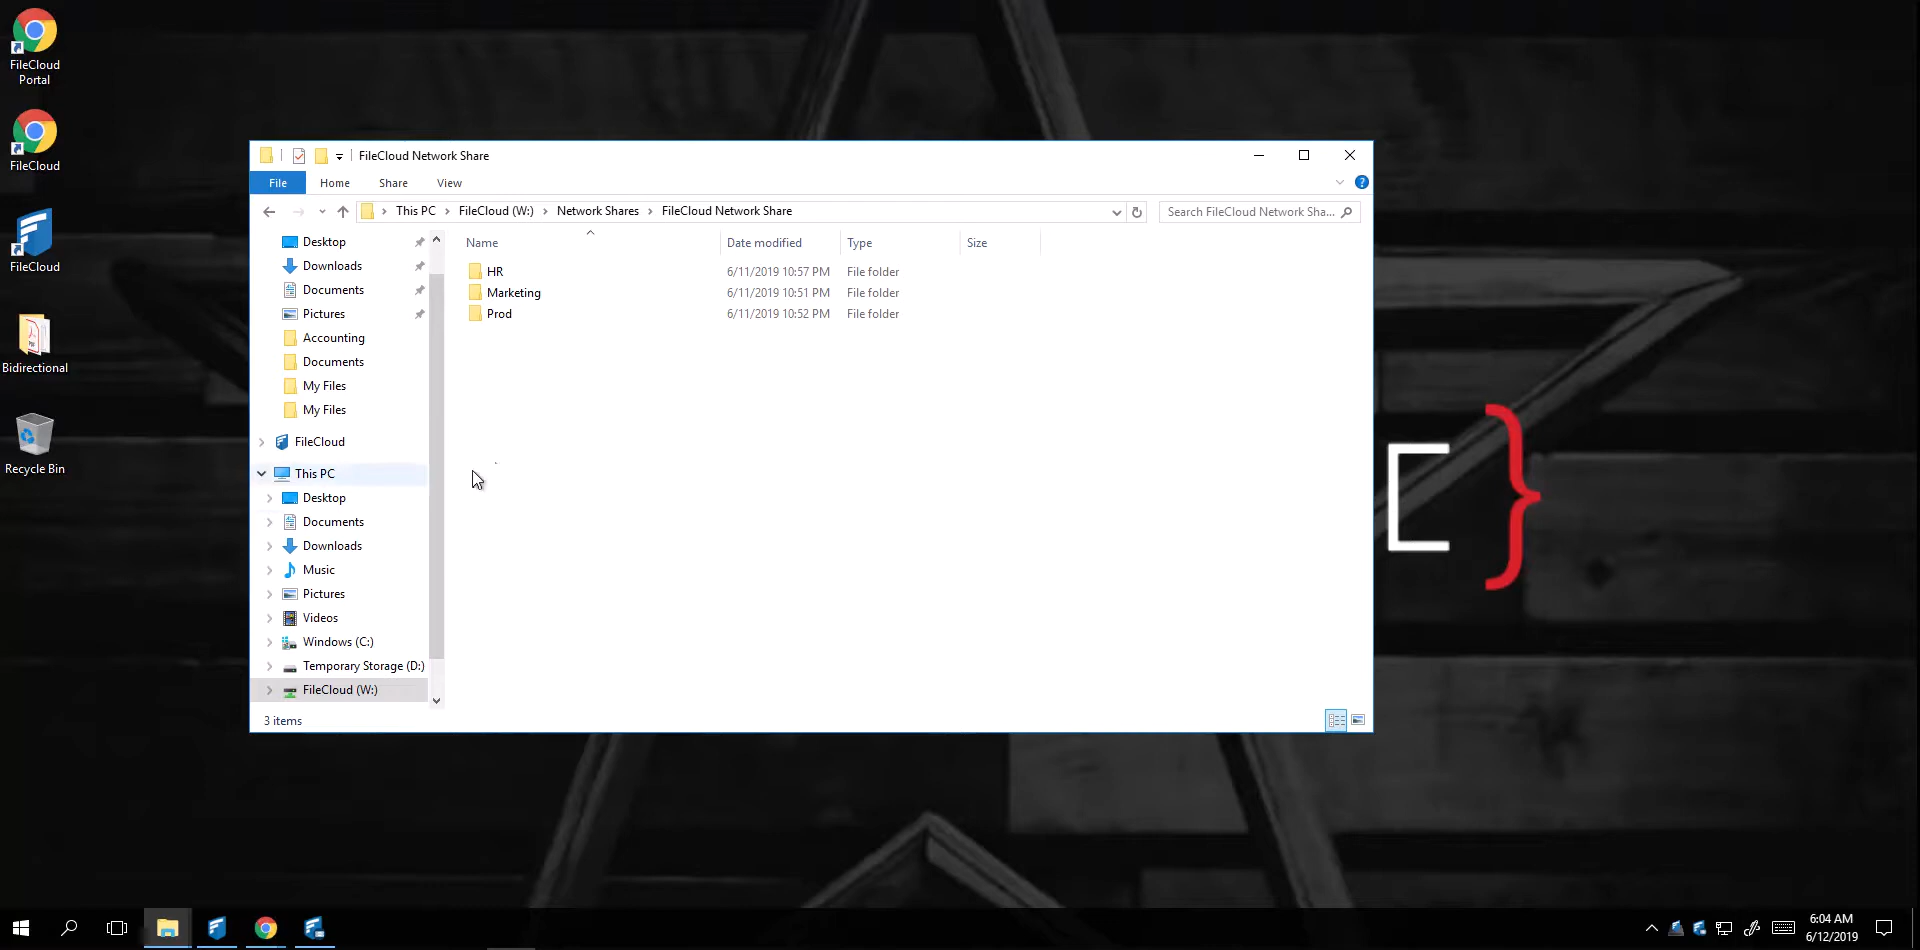 FileCloud
Portal
FileCloud
FileCloud
Bidirectional
Recycle Bin
FileCloud Network Share
File Home Share View
?
This PC FileCloud (W:) Network Shares FileCloud Network Share
Search FileCloud Network Sha...
Name Date modified Type Size
HR 6/11/2019 10:57 PM File folder
Marketing 6/11/2019 10:51 PM File folder
Prod 6/11/2019 10:52 PM File folder
Desktop
Downloads
Documents
Pictures
Accounting
Documents
My Files
My Files
FileCloud
This PC
Desktop
Documents
Downloads
Music
Pictures
Videos
Windows (C:)
Temporary Storage (D:)
FileCloud (W:)
3 items
[ }
6:04 AM
6/12/2019